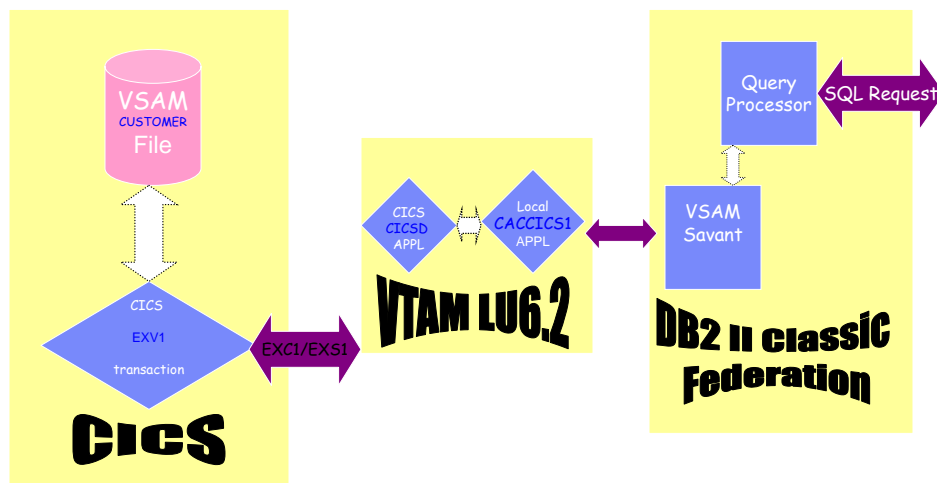 VSAM
CUSTOMER
File
CICS
EXV1
transaction
CICS
EXC1/EXS1
CICS
CICSD
APPL
Local
CACCICS1
APPL
VTAM LU6.2
Query
Processor
SQL Request
VSAM
Savant
DB2 II Classic
Federation